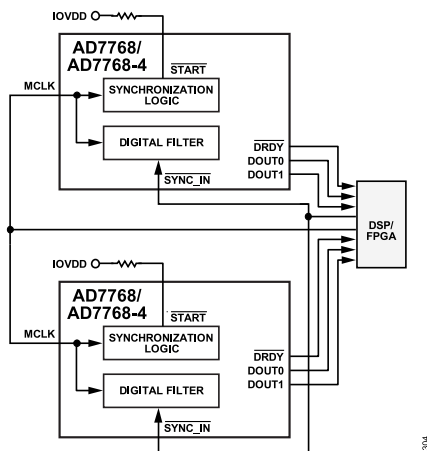 IOVDD
AD7768/
AD7768-4
START
MCLK
SYNCHRONIZATION
LOGIC
DIGITAL FILTER
DRDY
DOUT0
DOUT1
SYNC_IN
DSP/
FPGA
IOVDD
AD7768/
AD7768-4
START
MCLK
SYNCHRONIZATION
LOGIC
DRDY
DOUT0
DOUT1
DIGITAL FILTER
SYNC_IN
304